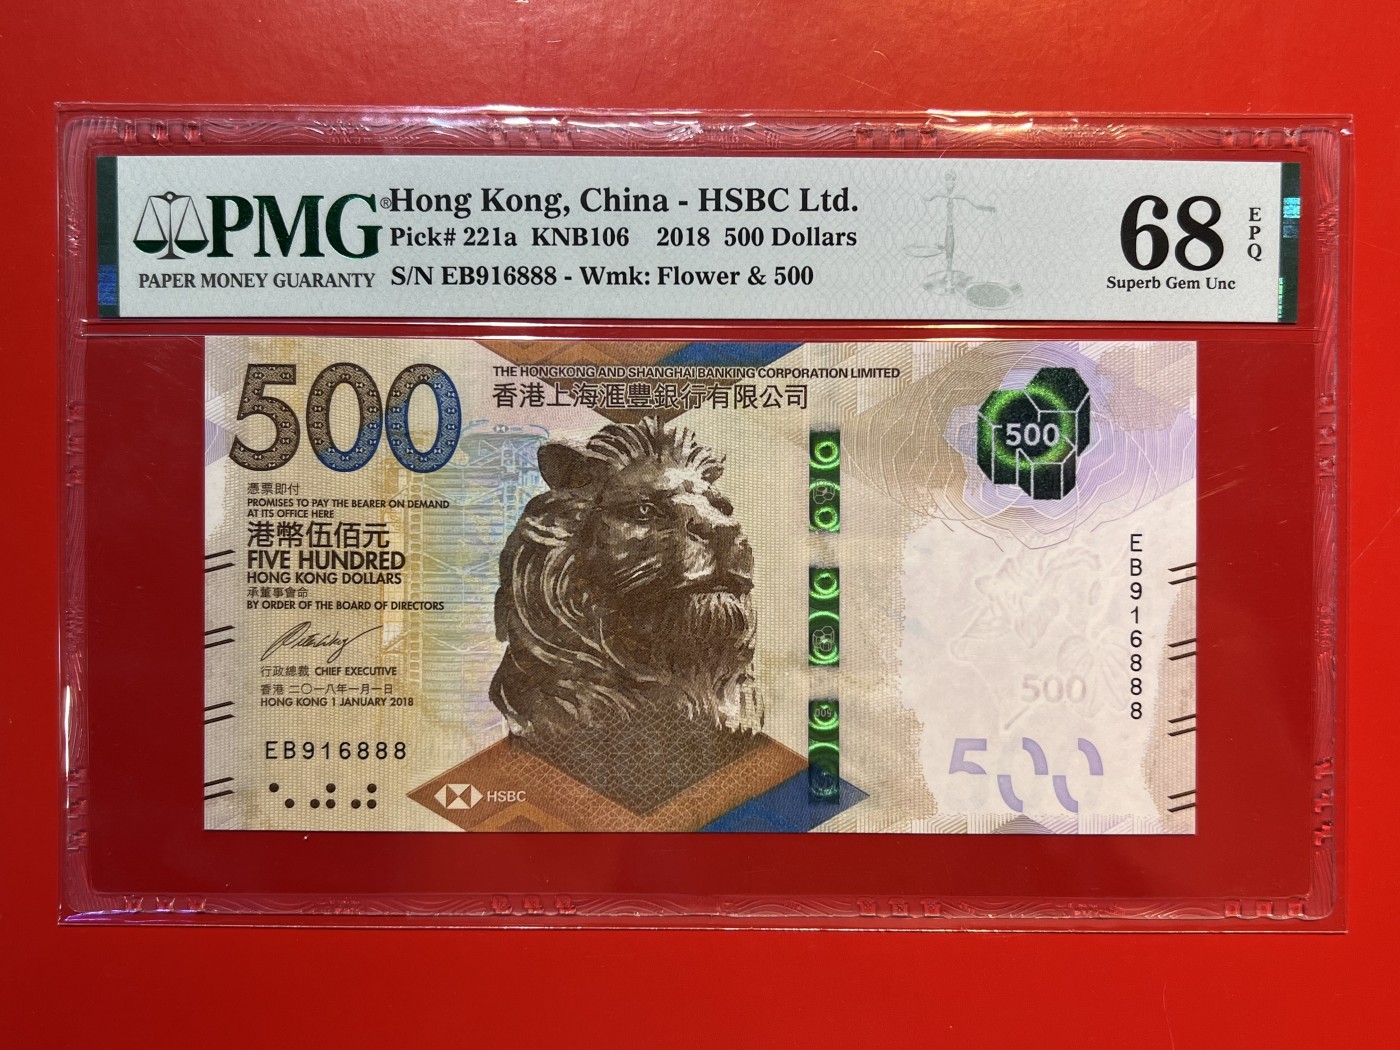 PMG®
PAPER MONEY GUARANTY
Hong Kong, China - HSBC Ltd.
Pick# 221a KNB106 2018 500 Dollars
S/N EB916888 - Wmk: Flower & 500
68
EPQ
Superb Gem Unc
500
THE HONGKONG AND SHANGHAI BANKING CORPORATION LIMITED
香港上海滙豐銀行有限公司
500
憑票即付
PROMISES TO PAY THE BEARER ON DEMAND
AT ITS OFFICE HERE
港幣伍佰元
FIVE HUNDRED
HONG KONG DOLLARS
承董事會命
BY ORDER OF THE BOARD OF DIRECTORS
行政總裁 CHIEF EXECUTIVE
香港 二〇一八年一月一日
HONG KONG 1 JANUARY 2018
EB916888
HSBC
EB916888
500
500
500